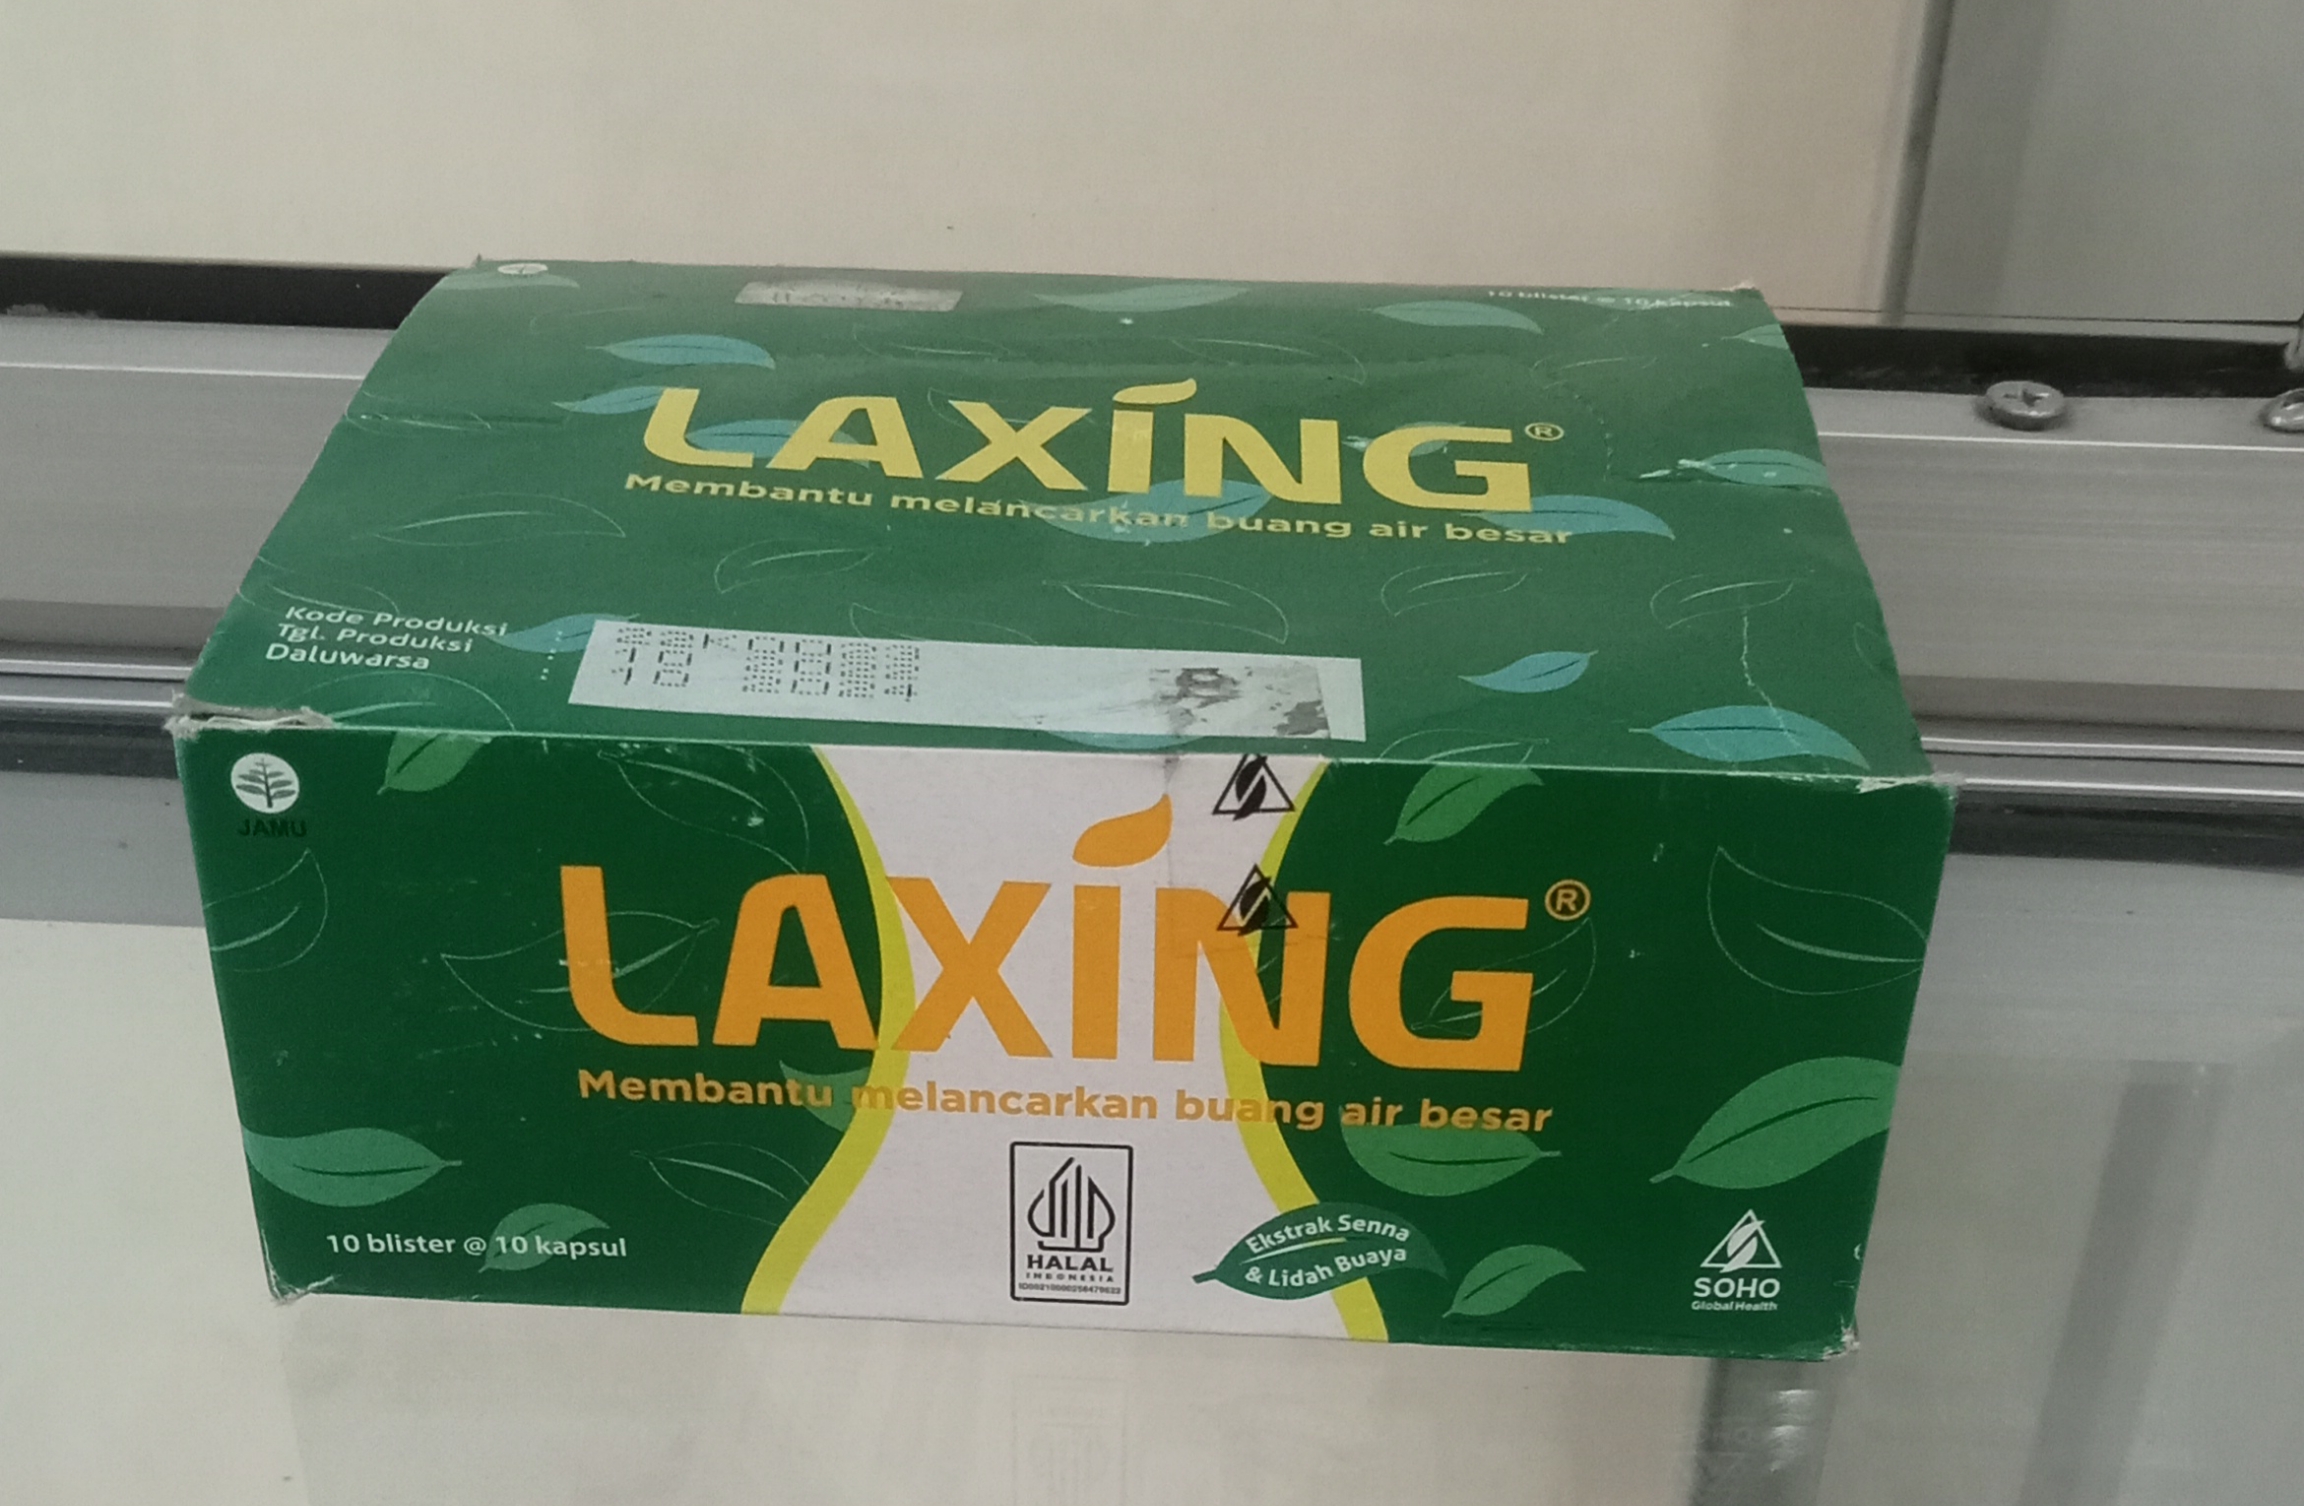 10 blister @ 10 kapsul
LAXING®
Membantu melancarkan buang air besar
Kode Produksi
Tgl. Produksi
Daluwarsa
JAMU
LAXING®
Membantu melancarkan buang air besar
10 blister @ 10 kapsul
HALAL
INDONESIA
Ekstrak Senna
& Lidah Buaya
SOHO
Global Health